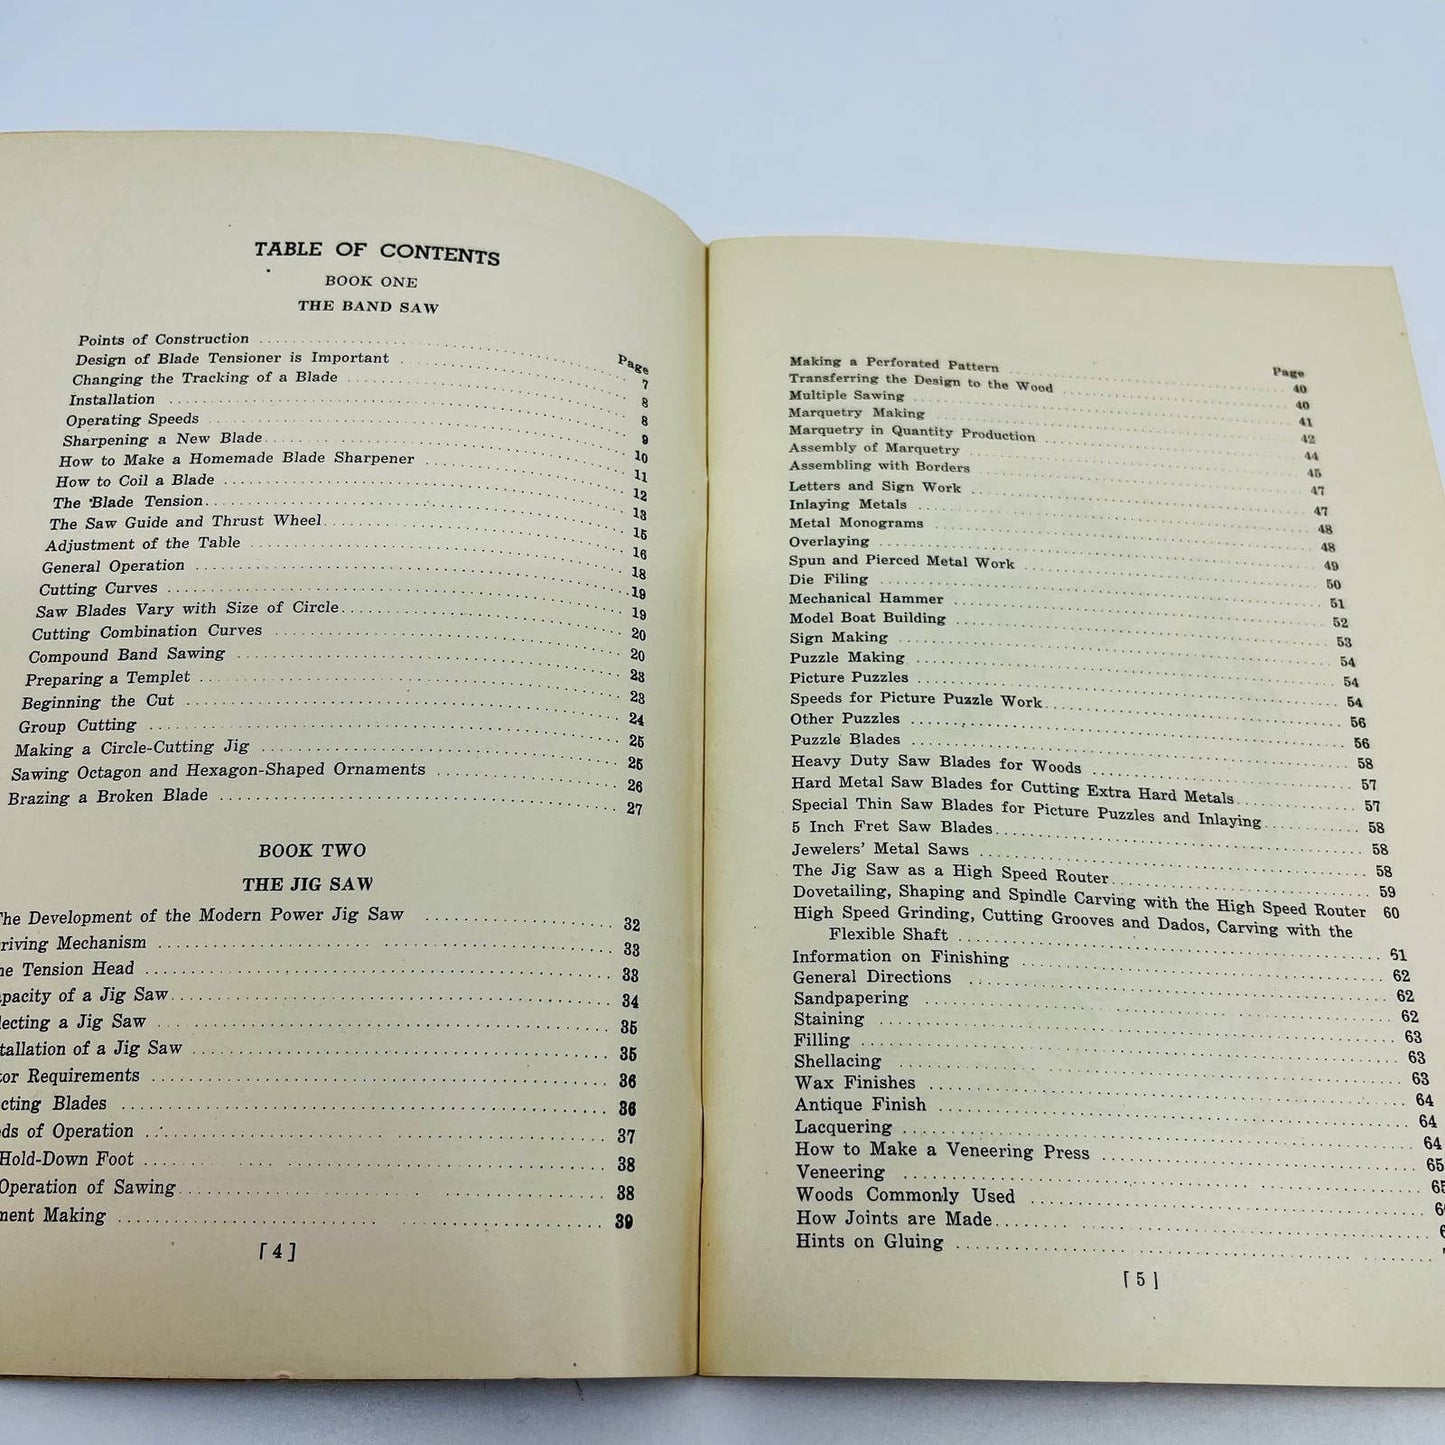 TABLE OF CONTENTS
BOOK ONE
THE BAND SAW
Page
Points of Construction 7
Design of Blade Tensioner is Important 8
Changing the Tracking of a Blade 8
Installation 9
Operating Speeds 10
Sharpening a New Blade 11
How to Make a Homemade Blade Sharpener 12
How to Coil a Blade 13
The Blade Tension 15
The Saw Guide and Thrust Wheel 16
Adjustment of the Table 18
General Operation 19
Cutting Curves 19
Saw Blades Vary with Size of Circle 20
Cutting Combination Curves 20
Compound Band Sawing 23
Preparing a Templet 23
Beginning the Cut 24
Group Cutting 25
Making a Circle-Cutting Jig 25
Sawing Octagon and Hexagon-Shaped Ornaments 26
Brazing a Broken Blade 27
BOOK TWO
THE JIG SAW
The Development of the Modern Power Jig Saw 32
Mechanism 33
Tension Head 33
of a Jig Saw 34
a Jig Saw 35
of a Jig Saw 35
Requirements 36
Blades 36
of Operation 37
Hold-Down Foot 38
Operation of Sawing 38
Making 39
[4]
Page
Making a Perforated Pattern 40
Transferring the Design to the Wood 40
Multiple Sawing 41
Marquetry Making 42
Marquetry in Quantity Production 44
Assembly of Marquetry 45
Assembling with Borders 47
Letters and Sign Work 47
Inlaying Metals 48
Metal Monograms 48
Overlaying 49
Spun and Pierced Metal Work 50
Die Filing 51
Mechanical Hammer 52
Model Boat Building 53
Sign Making 54
Puzzle Making 54
Picture Puzzles 54
Speeds for Picture Puzzle Work 56
Other Puzzles 56
Puzzle Blades 58
Heavy Duty Saw Blades for Woods 57
Hard Metal Saw Blades for Cutting Extra Hard Metals 57
Special Thin Saw Blades for Picture Puzzles and Inlaying 58
5 Inch Fret Saw Blades 58
Jewelers' Metal Saws 58
The Jig Saw as a High Speed Router 59
Dovetailing, Shaping and Spindle Carving with the High Speed Router 60
High Speed Grinding, Cutting Grooves and Dados, Carving with the
Flexible Shaft 61
Information on Finishing 62
General Directions 62
Sandpapering 62
Staining 63
Filling 63
Shellacing 63
Wax Finishes 64
Antique Finish 64
Lacquering 64
How to Make a Veneering Press 65
Veneering 65
Woods Commonly Used
How Joints are Made
Hints on Gluing
[5]